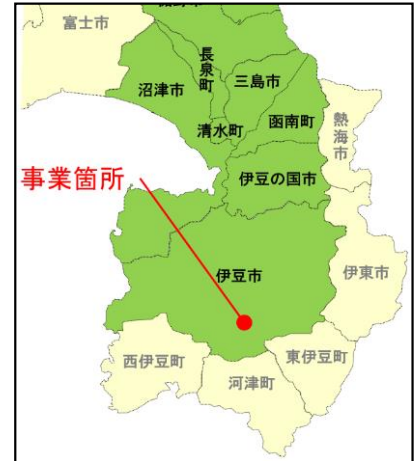 富士市
長泉町
沼津市
三島市
清水町
函南町
熱海市
事業箇所
伊豆の国市
伊豆市
伊東市
西伊豆町
東伊豆町
河津町